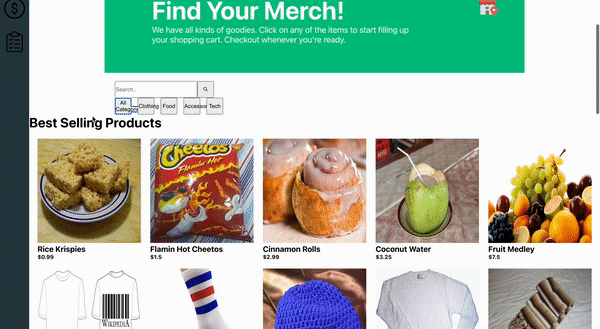 Find Your Merch!
We have all kinds of goodies. Click on any of the items to start filling up
your shopping cart. Checkout whenever you're ready.
Search..
All Categori Clothing Food Accessor Tech
Best Selling Products
Cheetos
Flamin Hot
Rice Krispies Flamin Hot Cheetos Cinnamon Rolls Coconut Water Fruit Medley
$0.99 $1.5 $2.99 $3.25 $7.5
WIKIPEDIA